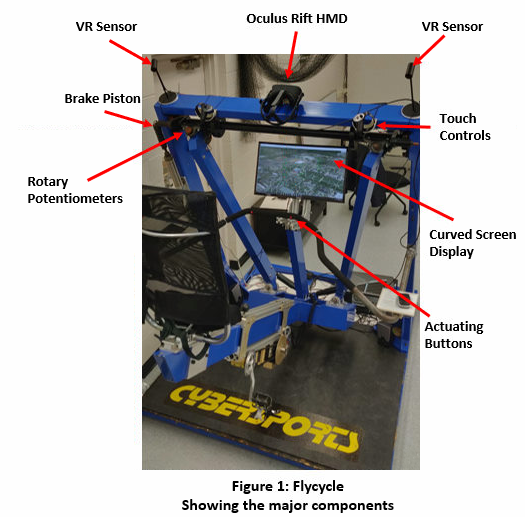 Oculus Rift HMD
VR Sensor
VR Sensor
Brake Piston
Touch
Controls
Rotary
Potentiometers
Curved Screen
Display
Actuating
Buttons
CYBERSPORTS
Figure 1: Flycycle
Showing the major components